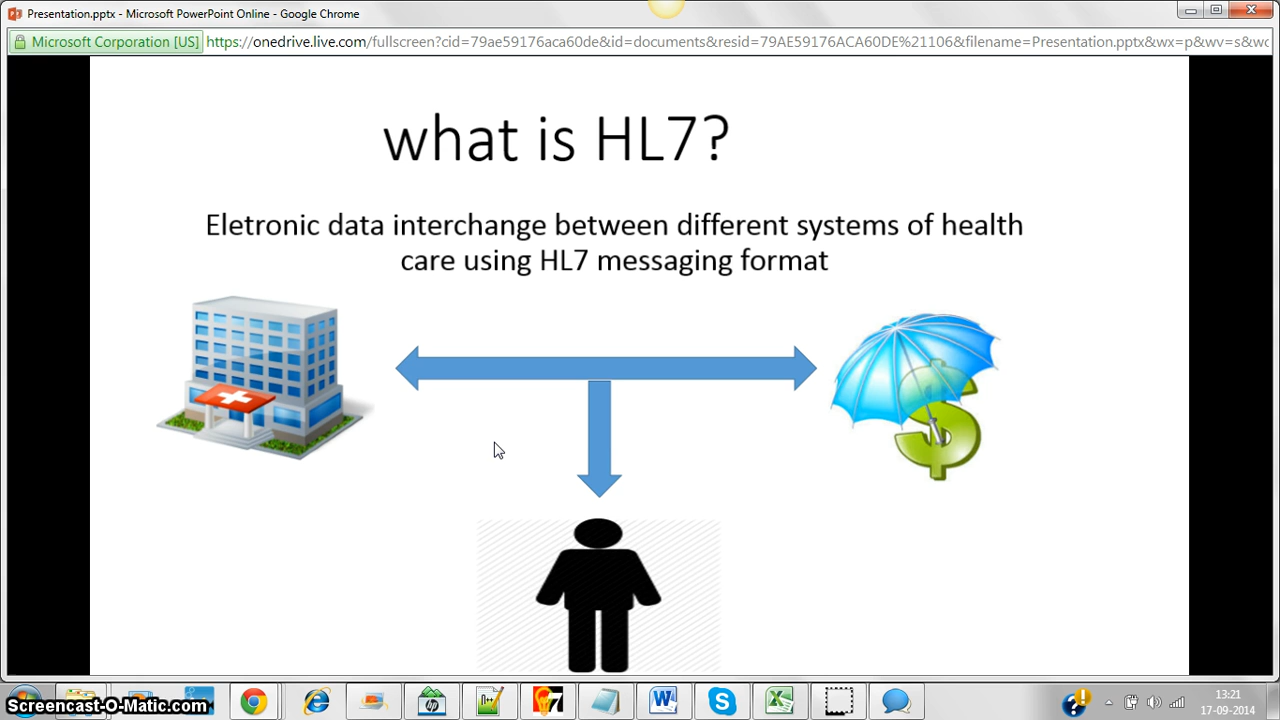 Presentation.pptx - Microsoft PowerPoint Online - Google Chrome
Microsoft Corporation [US] https://onedrive.live.com/fullscreen?cid=79ae59176aca60de&id=documents&resid=79AE59176ACA60DE%21106&filename=Presentation.pptx&wx=p&wv=s&wc
what is HL7?
Eletronic data interchange between different systems of health
care using HL7 messaging format
$
13:21
Screencast-O-Matic.com
17-09-2014